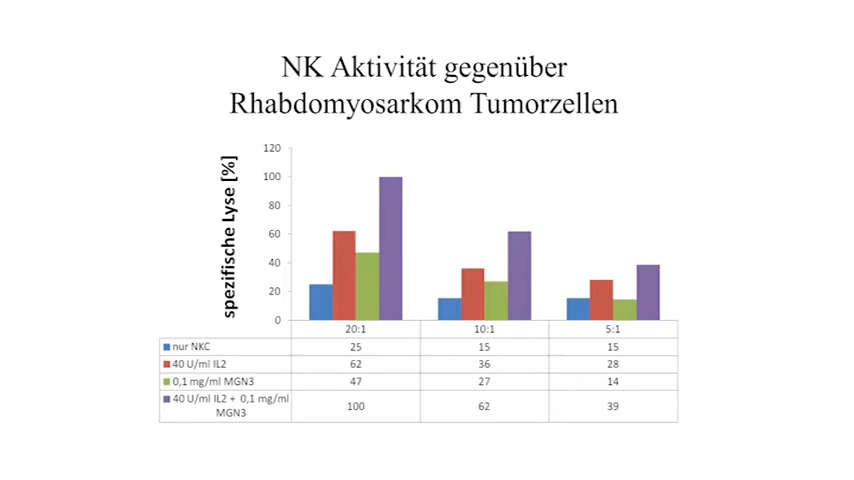 NK Aktivität gegenüber
Rhabdomyosarkom Tumorzellen
spezifische Lyse [%]
120
100
80
60
40
20
0
20:1 10:1 5:1
nur NKC 25 15 15
40 U/ml IL2 62 36 28
0,1 mg/ml MGN3 47 27 14
40 U/ml IL2 + 0,1 mg/ml
MGN3 100 62 39